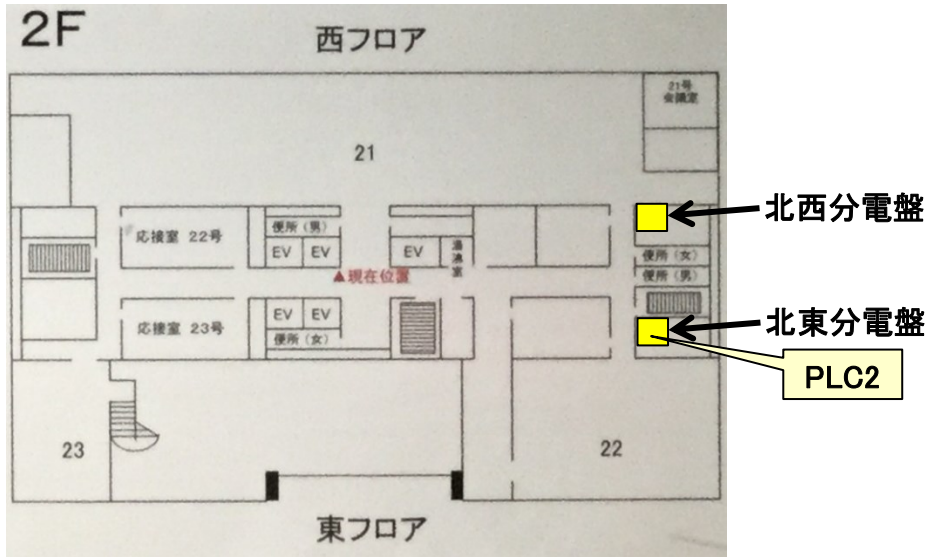 2F
西フロア
21号
会議室
21
北西分電盤
応接室 22号
便所（男）
EV
EV
EV
湯沸室
便所（女）
便所（男）
▲現在位置
応接室 23号
EV
EV
便所（女）
北東分電盤
PLC2
23
22
東フロア